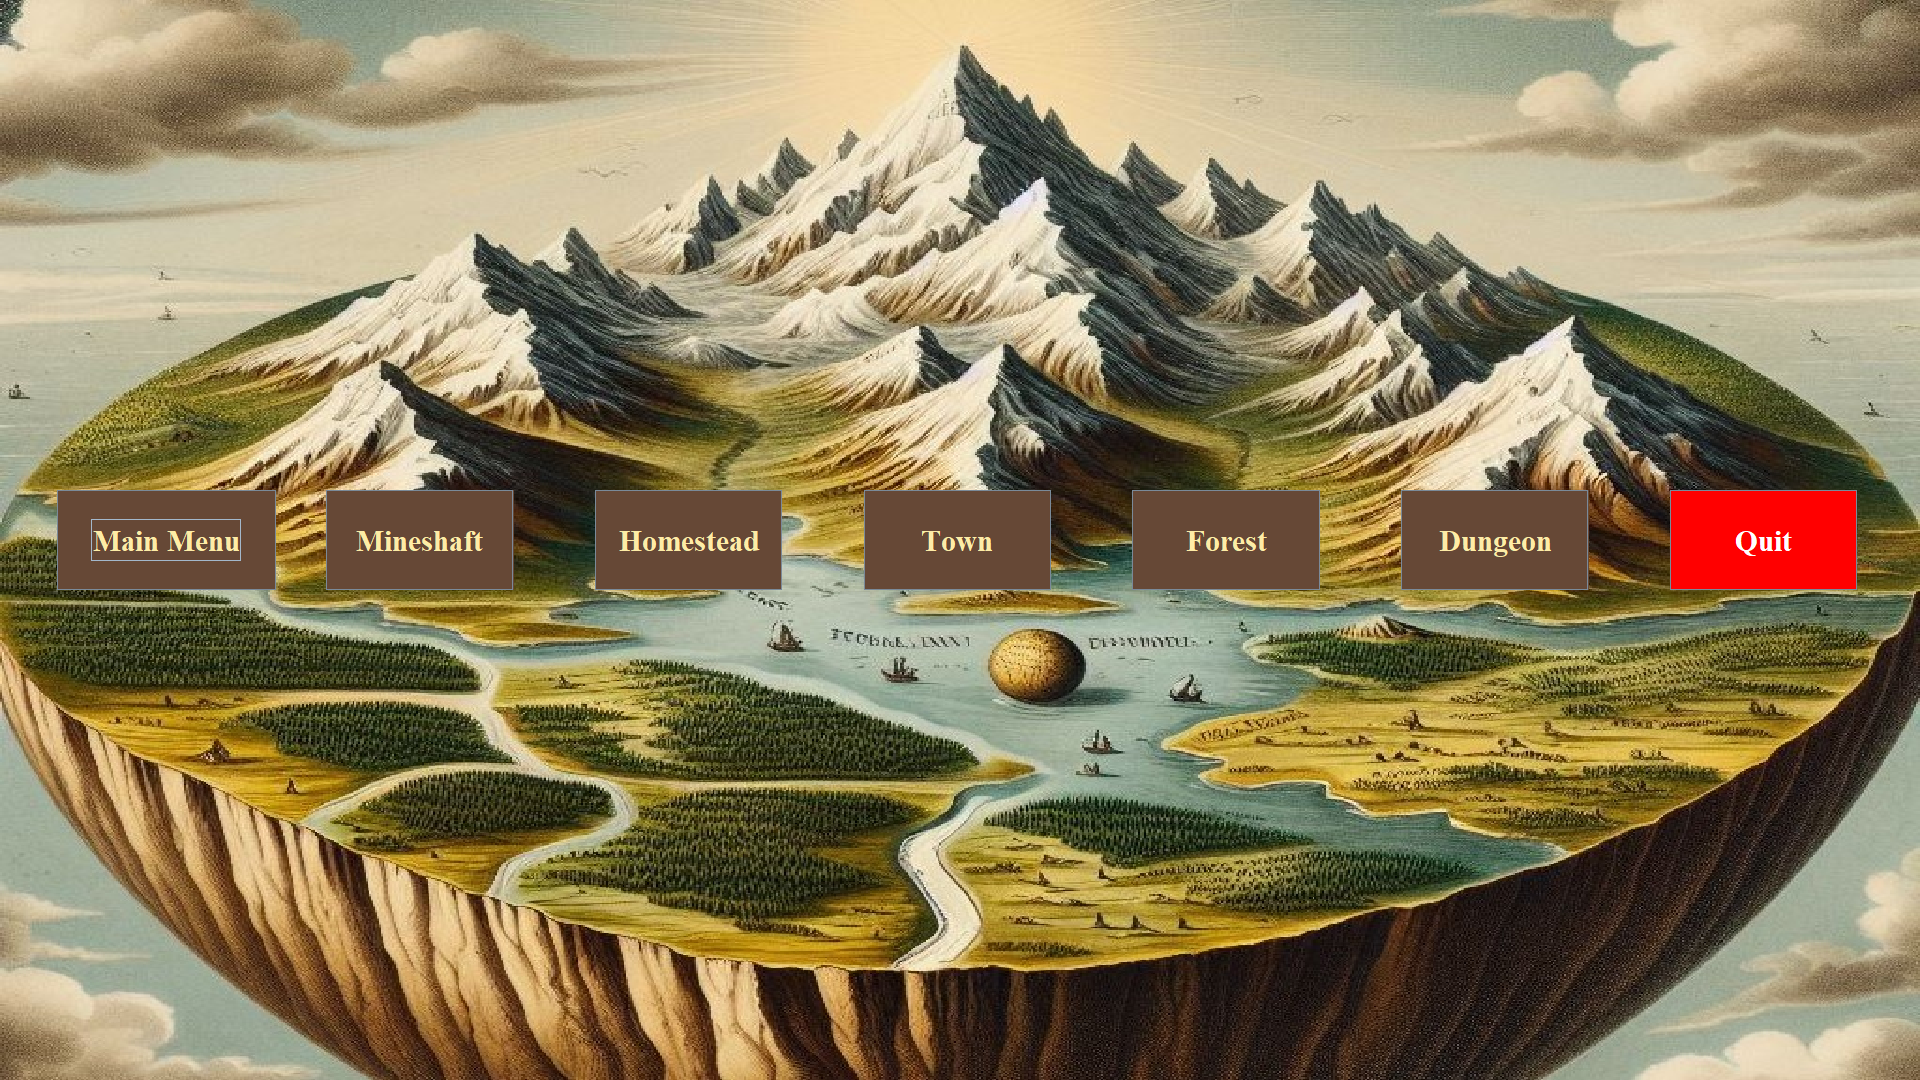 Main Menu
Mineshaft
Homestead
Town
Forest
Dungeon
Quit